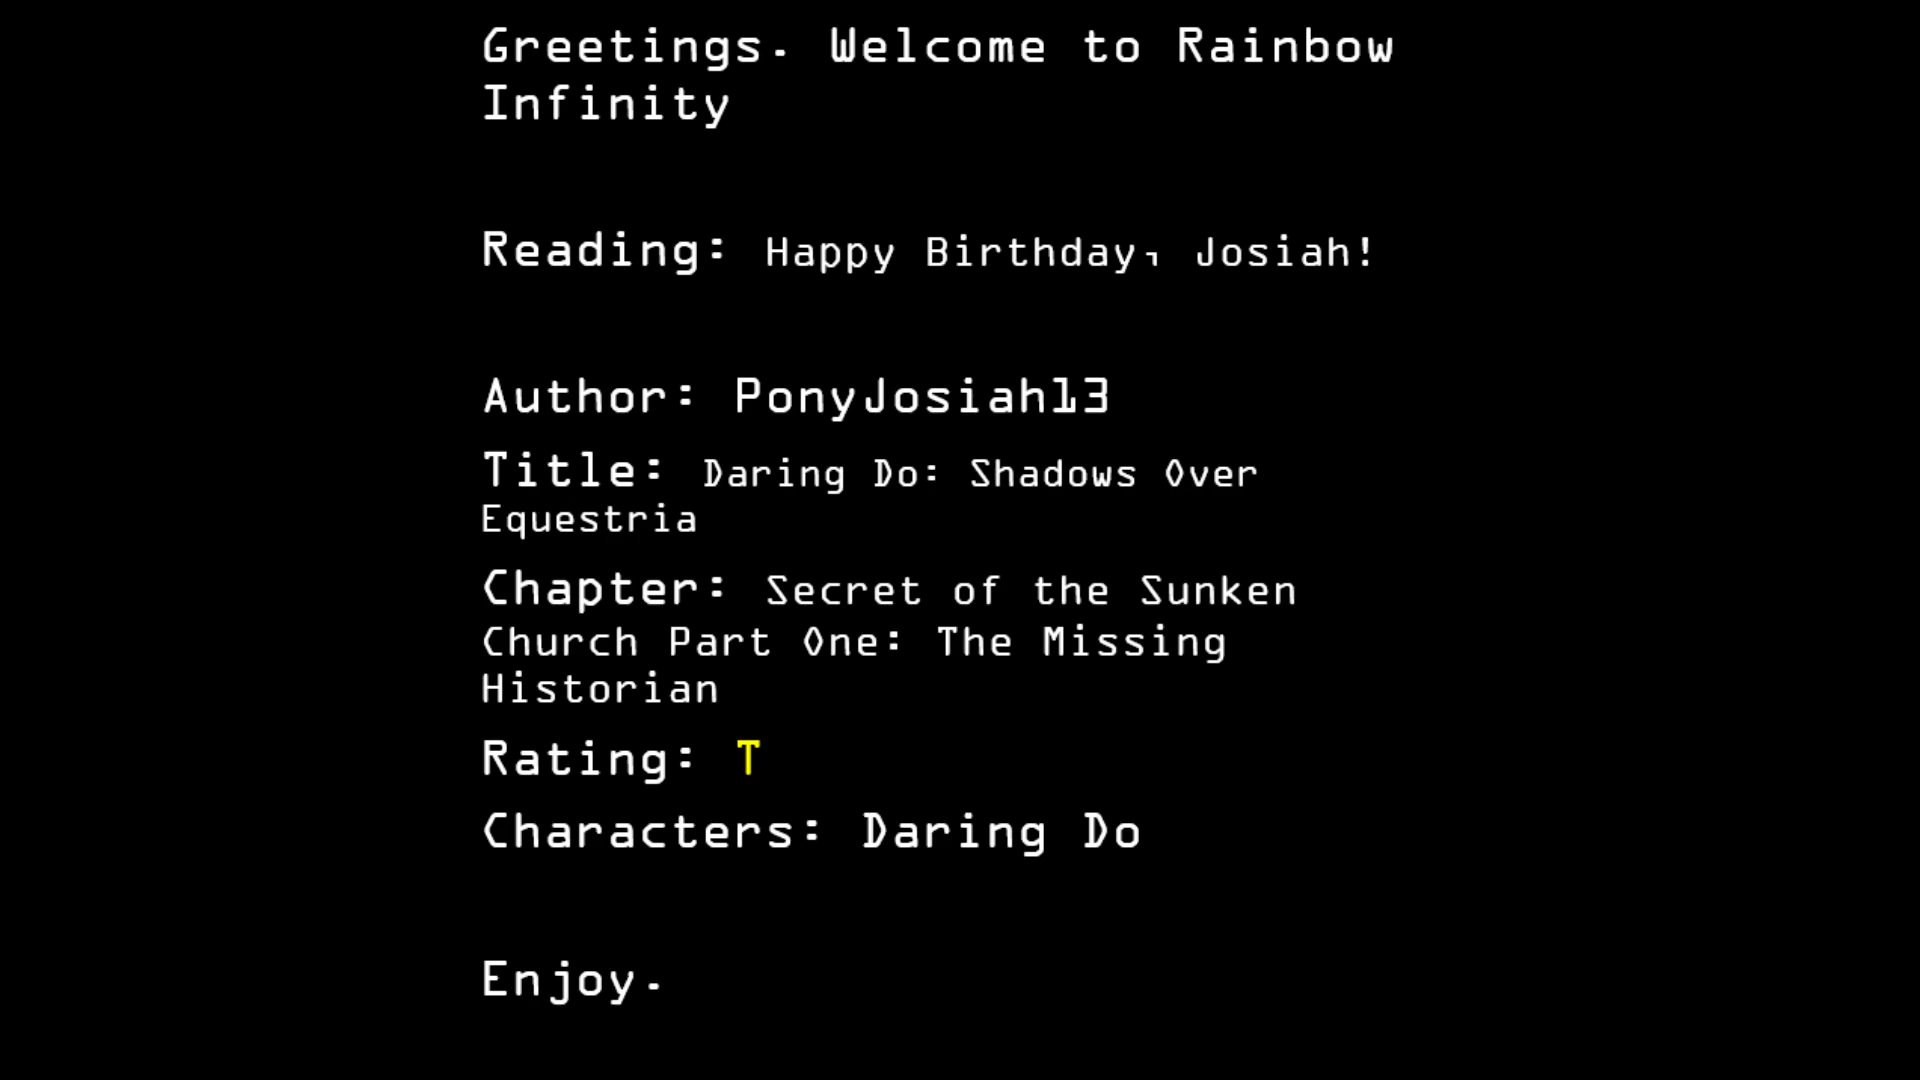 Greetings. Welcome to Rainbow
Infinity
Reading: Happy Birthday, Josiah!
Author: PonyJosiah13
Title: Daring Do: Shadows Over
Equestria
Chapter: Secret of the Sunken
Church Part One: The Missing
Historian
Rating: T
Characters: Daring Do
Enjoy.